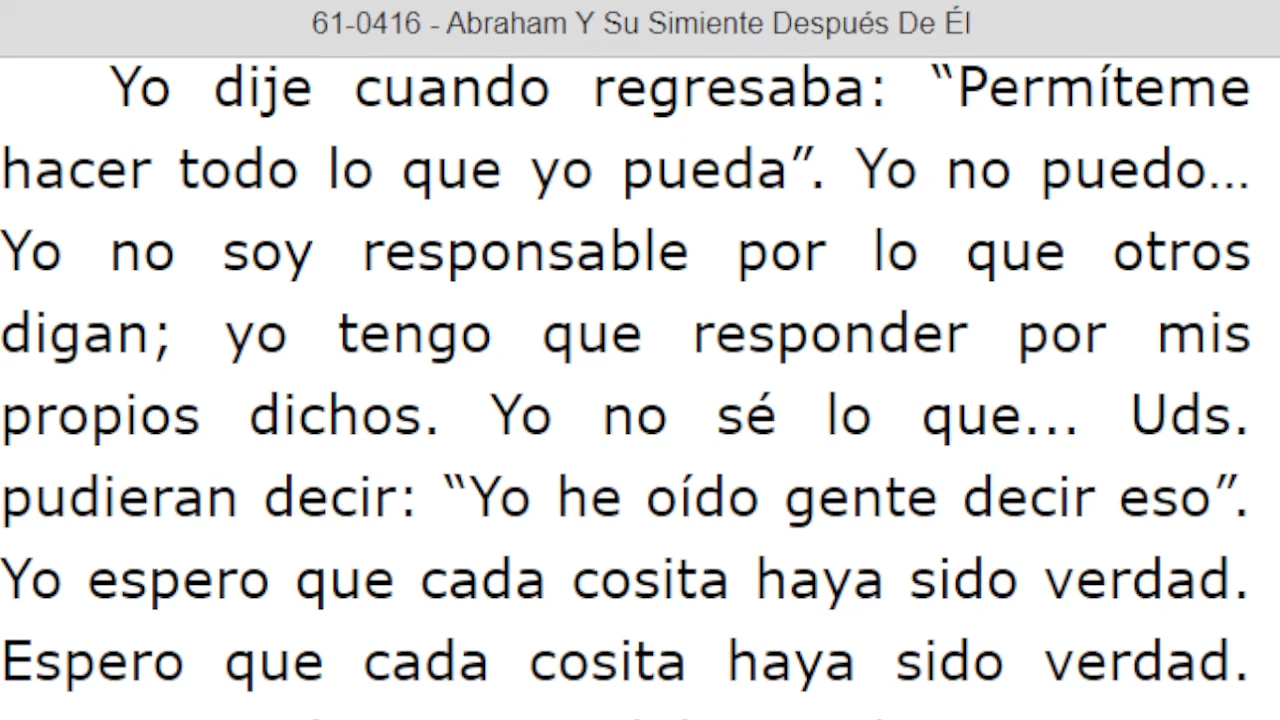 61-0416 - Abraham Y Su Simiente Después De Él
Yo dije cuando regresaba: “Permíteme
hacer todo lo que yo pueda”. Yo no puedo...
Yo no soy responsable por lo que otros
digan; yo tengo que responder por mis
propios dichos. Yo no sé lo que... Uds.
pudieran decir: “Yo he oído gente decir eso”.
Yo espero que cada cosita haya sido verdad.
Espero que cada cosita haya sido verdad.